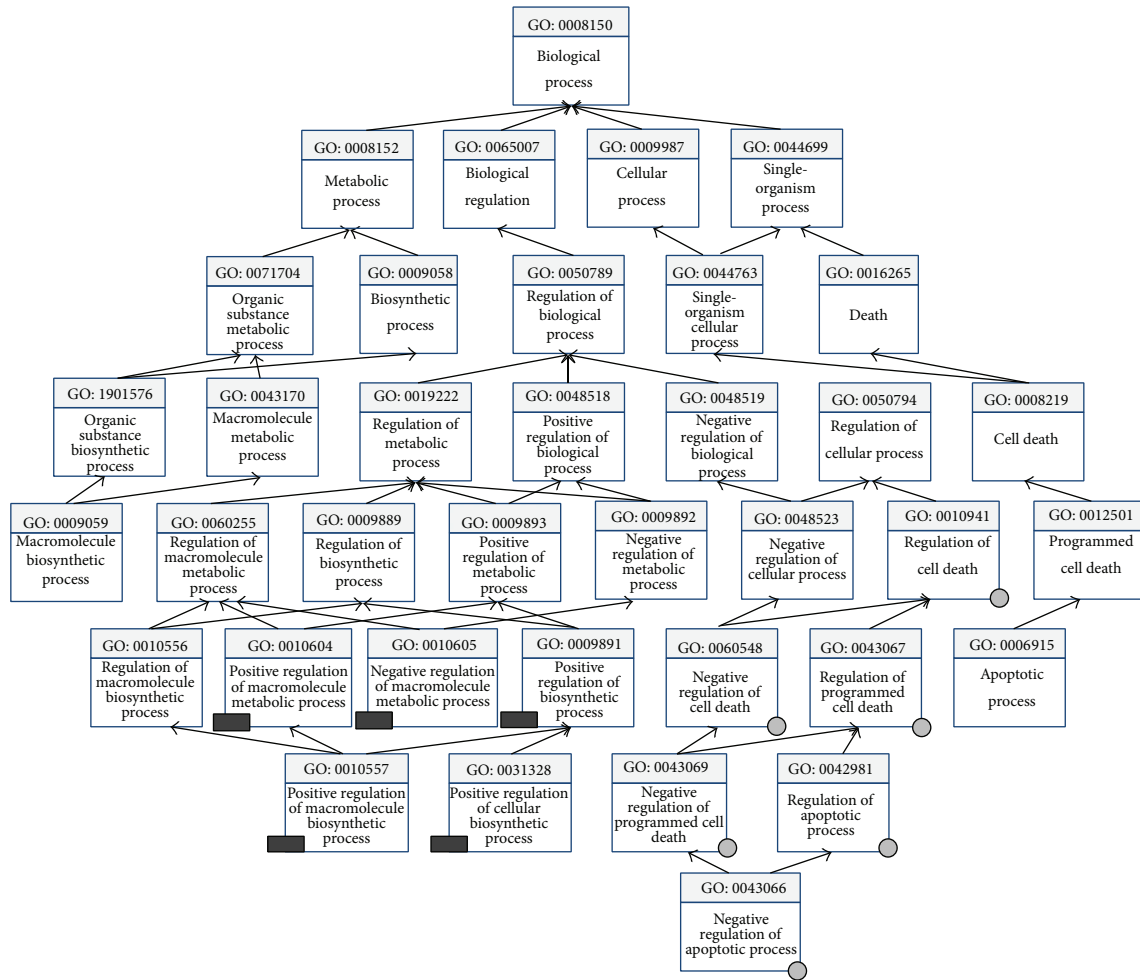 GO: 0008150
Biological
process
GO: 0008152
Metabolic
process
GO: 0065007
Biological
regulation
GO: 0009987
Cellular
process
GO: 0044699
Single-
organism
process
GO: 0071704
Organic
substance
metabolic
process
GO: 0009058
Biosynthetic
process
GO: 0050789
Regulation of
biological
process
GO: 0044763
Single-
organism
cellular
process
GO: 0016265
Death
GO: 1901576
Organic
substance
biosynthetic
process
GO: 0043170
Macromolecule
metabolic
process
GO: 0019222
Regulation of
metabolic
process
GO: 0048518
Positive
regulation of
biological
process
GO: 0048519
Negative
regulation of
biological
process
GO: 0050794
Regulation of
cellular process
GO: 0008219
Cell death
GO: 0009059
Macromolecule
biosynthetic
process
GO: 0060255
Regulation of
macromolecule
metabolic
process
GO: 0009889
Regulation of
biosynthetic
process
GO: 0009893
Positive
regulation of
metabolic
process
GO: 0009892
Negative
regulation of
metabolic
process
GO: 0048523
Negative
regulation of
cellular process
GO: 0010941
Regulation of
cell death
GO: 0012501
Programmed
cell death
GO: 0010556
Regulation of
macromolecule
biosynthetic
process
GO: 0010604
Positive regulation
of macromolecule
metabolic process
GO: 0010605
Negative regulation
of macromolecule
metabolic process
GO: 0009891
Positive
regulation of
biosynthetic
process
GO: 0060548
Negative
regulation of
cell death
GO: 0043067
Regulation of
programmed
cell death
GO: 0006915
Apoptotic
process
GO: 0010557
Positive regulation
of macromolecule
biosynthetic
process
GO: 0031328
Positive regulation
of cellular
biosynthetic
process
GO: 0043069
Negative
regulation of
programmed cell
death
GO: 0042981
Regulation of
apoptotic
process
GO: 0043066
Negative
regulation of
apoptotic process